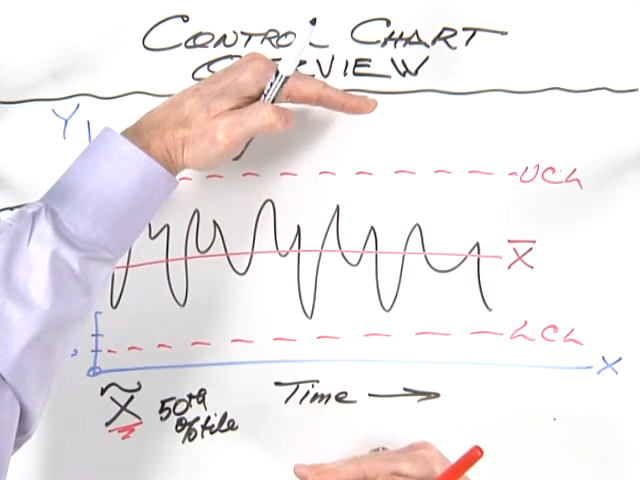 CONTROL CHART
OVERVIEW
Y
UCL
X̅
LCL
X
X̃ 50th
%tile
Time →